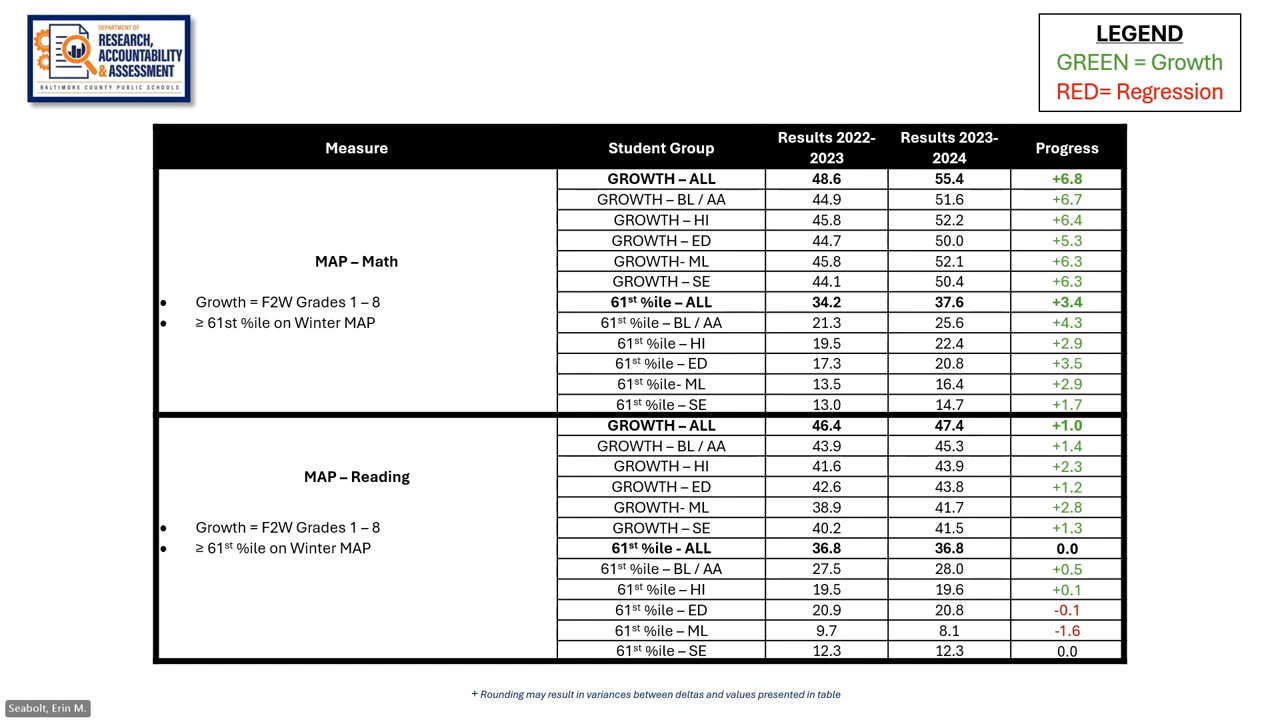 DEPARTMENT OF
RESEARCH,
ACCOUNTABILITY
& ASSESSMENT
BALTIMORE COUNTY PUBLIC SCHOOLS
LEGEND
GREEN = Growth
RED= Regression
Measure Student Group Results 2022-2023 Results 2023-2024 Progress
MAP – Math
• Growth = F2W Grades 1 – 8
• ≥ 61st %ile on Winter MAP
GROWTH – ALL 48.6 55.4 +6.8
GROWTH – BL / AA 44.9 51.6 +6.7
GROWTH – HI 45.8 52.2 +6.4
GROWTH – ED 44.7 50.0 +5.3
GROWTH- ML 45.8 52.1 +6.3
GROWTH – SE 44.1 50.4 +6.3
61st %ile – ALL 34.2 37.6 +3.4
61st %ile – BL / AA 21.3 25.6 +4.3
61st %ile – HI 19.5 22.4 +2.9
61st %ile – ED 17.3 20.8 +3.5
61st %ile- ML 13.5 16.4 +2.9
61st %ile – SE 13.0 14.7 +1.7
MAP – Reading
• Growth = F2W Grades 1 – 8
• ≥ 61st %ile on Winter MAP
GROWTH – ALL 46.4 47.4 +1.0
GROWTH – BL / AA 43.9 45.3 +1.4
GROWTH – HI 41.6 43.9 +2.3
GROWTH – ED 42.6 43.8 +1.2
GROWTH- ML 38.9 41.7 +2.8
GROWTH – SE 40.2 41.5 +1.3
61st %ile - ALL 36.8 36.8 0.0
61st %ile – BL / AA 27.5 28.0 +0.5
61st %ile – HI 19.5 19.6 +0.1
61st %ile – ED 20.9 20.8 -0.1
61st %ile – ML 9.7 8.1 -1.6
61st %ile – SE 12.3 12.3 0.0
+ Rounding may result in variances between deltas and values presented in table
Seabolt, Erin M.